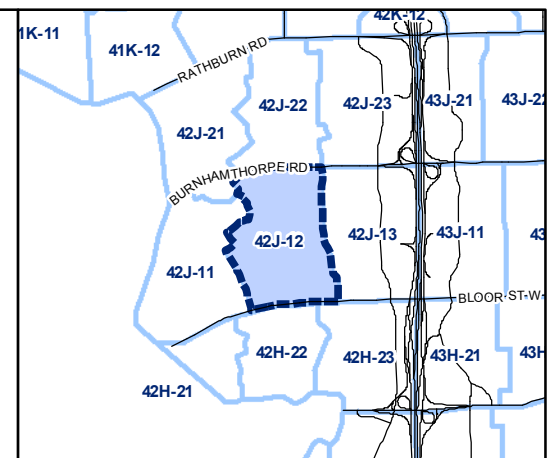 42K-12
1K-11
41K-12
RATHBURN RD
42J-22
42J-23
43J-21
43J-22
42J-21
BURNHAMTHORPE RD
42J-12
42J-13
43J-11
43
42J-11
BLOOR ST W
42H-22
42H-23
43H-21
43H
42H-21